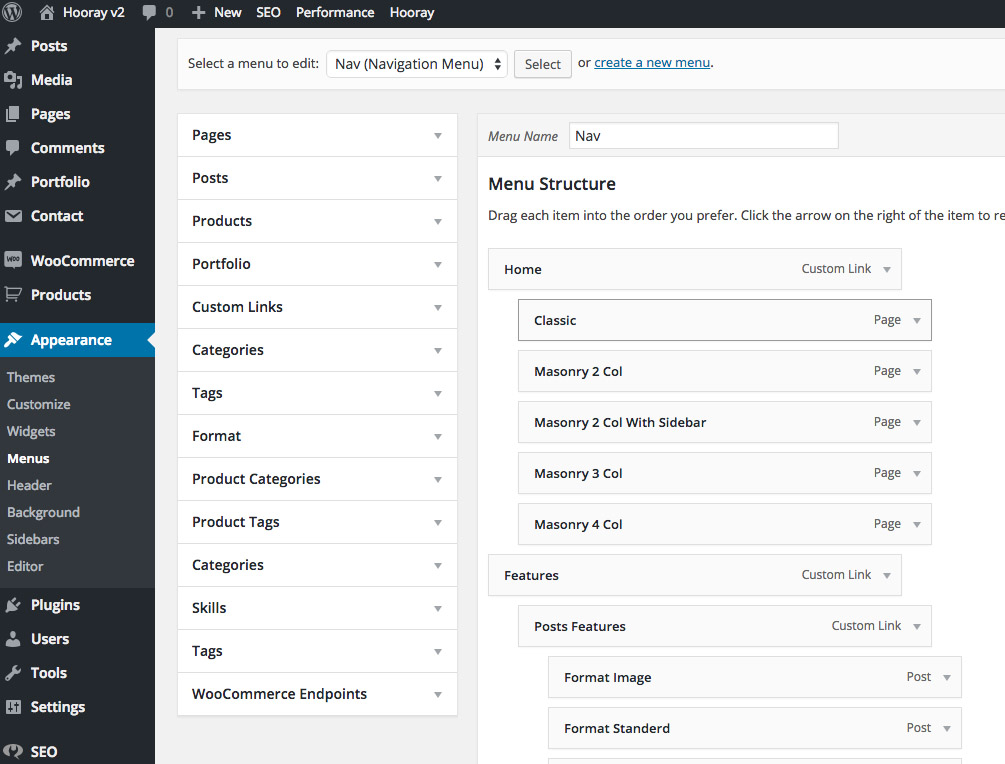 Hooray v2 0 New SEO Performance Hooray
Posts
Media
Pages
Comments
Portfolio
Contact
WOO WooCommerce
Products
Appearance
Themes
Customize
Widgets
Menus
Header
Background
Sidebars
Editor
Plugins
Users
Tools
Settings
SEO
Select a menu to edit: Nav (Navigation Menu) Select or create a new menu.
Pages
Posts
Products
Portfolio
Custom Links
Categories
Tags
Format
Product Categories
Product Tags
Categories
Skills
Tags
WooCommerce Endpoints
Menu Name Nav
Menu Structure
Drag each item into the order you prefer. Click the arrow on the right of the item to re
Home Custom Link
Classic Page
Masonry 2 Col Page
Masonry 2 Col With Sidebar Page
Masonry 3 Col Page
Masonry 4 Col Page
Features Custom Link
Posts Features Custom Link
Format Image Post
Format Standerd Post